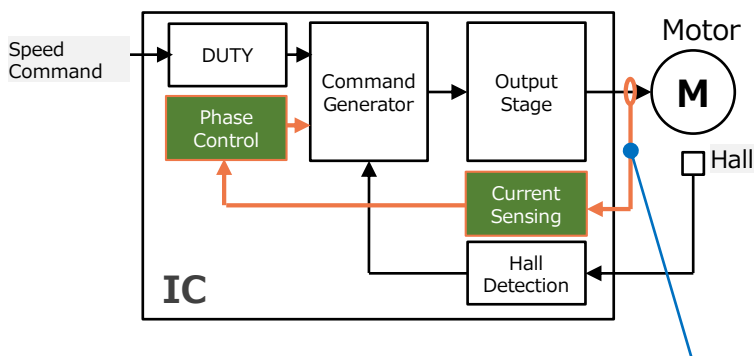 Speed
Command
DUTY
Phase
Control
Command
Generator
Output
Stage
Motor
M
Hall
Current
Sensing
Hall
Detection
IC